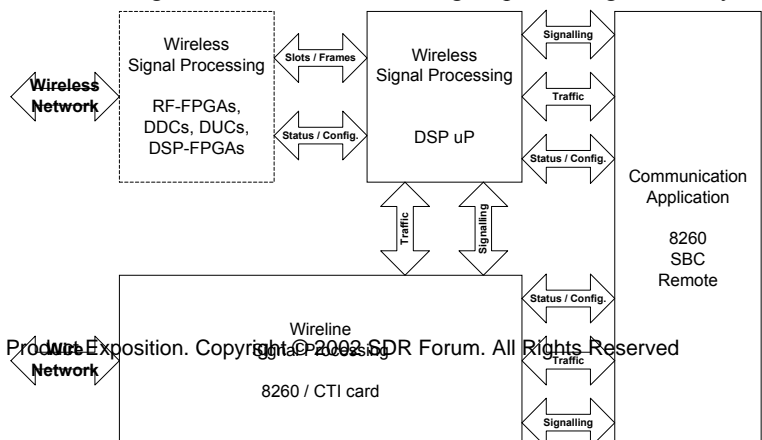 Wireless
Signal Processing
RF-FPGAs,
DDCs, DUCs,
DSP-FPGAs
Wireless
Network
Slots / Frames
Status / Config.
Wireless
Signal Processing
DSP uP
Signalling
Traffic
Status / Config.
Communication
Application
8260
SBC
Remote
Traffic
Signalling
Wireline
Signal Processing
8260 / CTI card
Wire
Network
Status / Config.
Traffic
Signalling
Product Exposition. Copyright © 2002 SDR Forum. All Rights Reserved